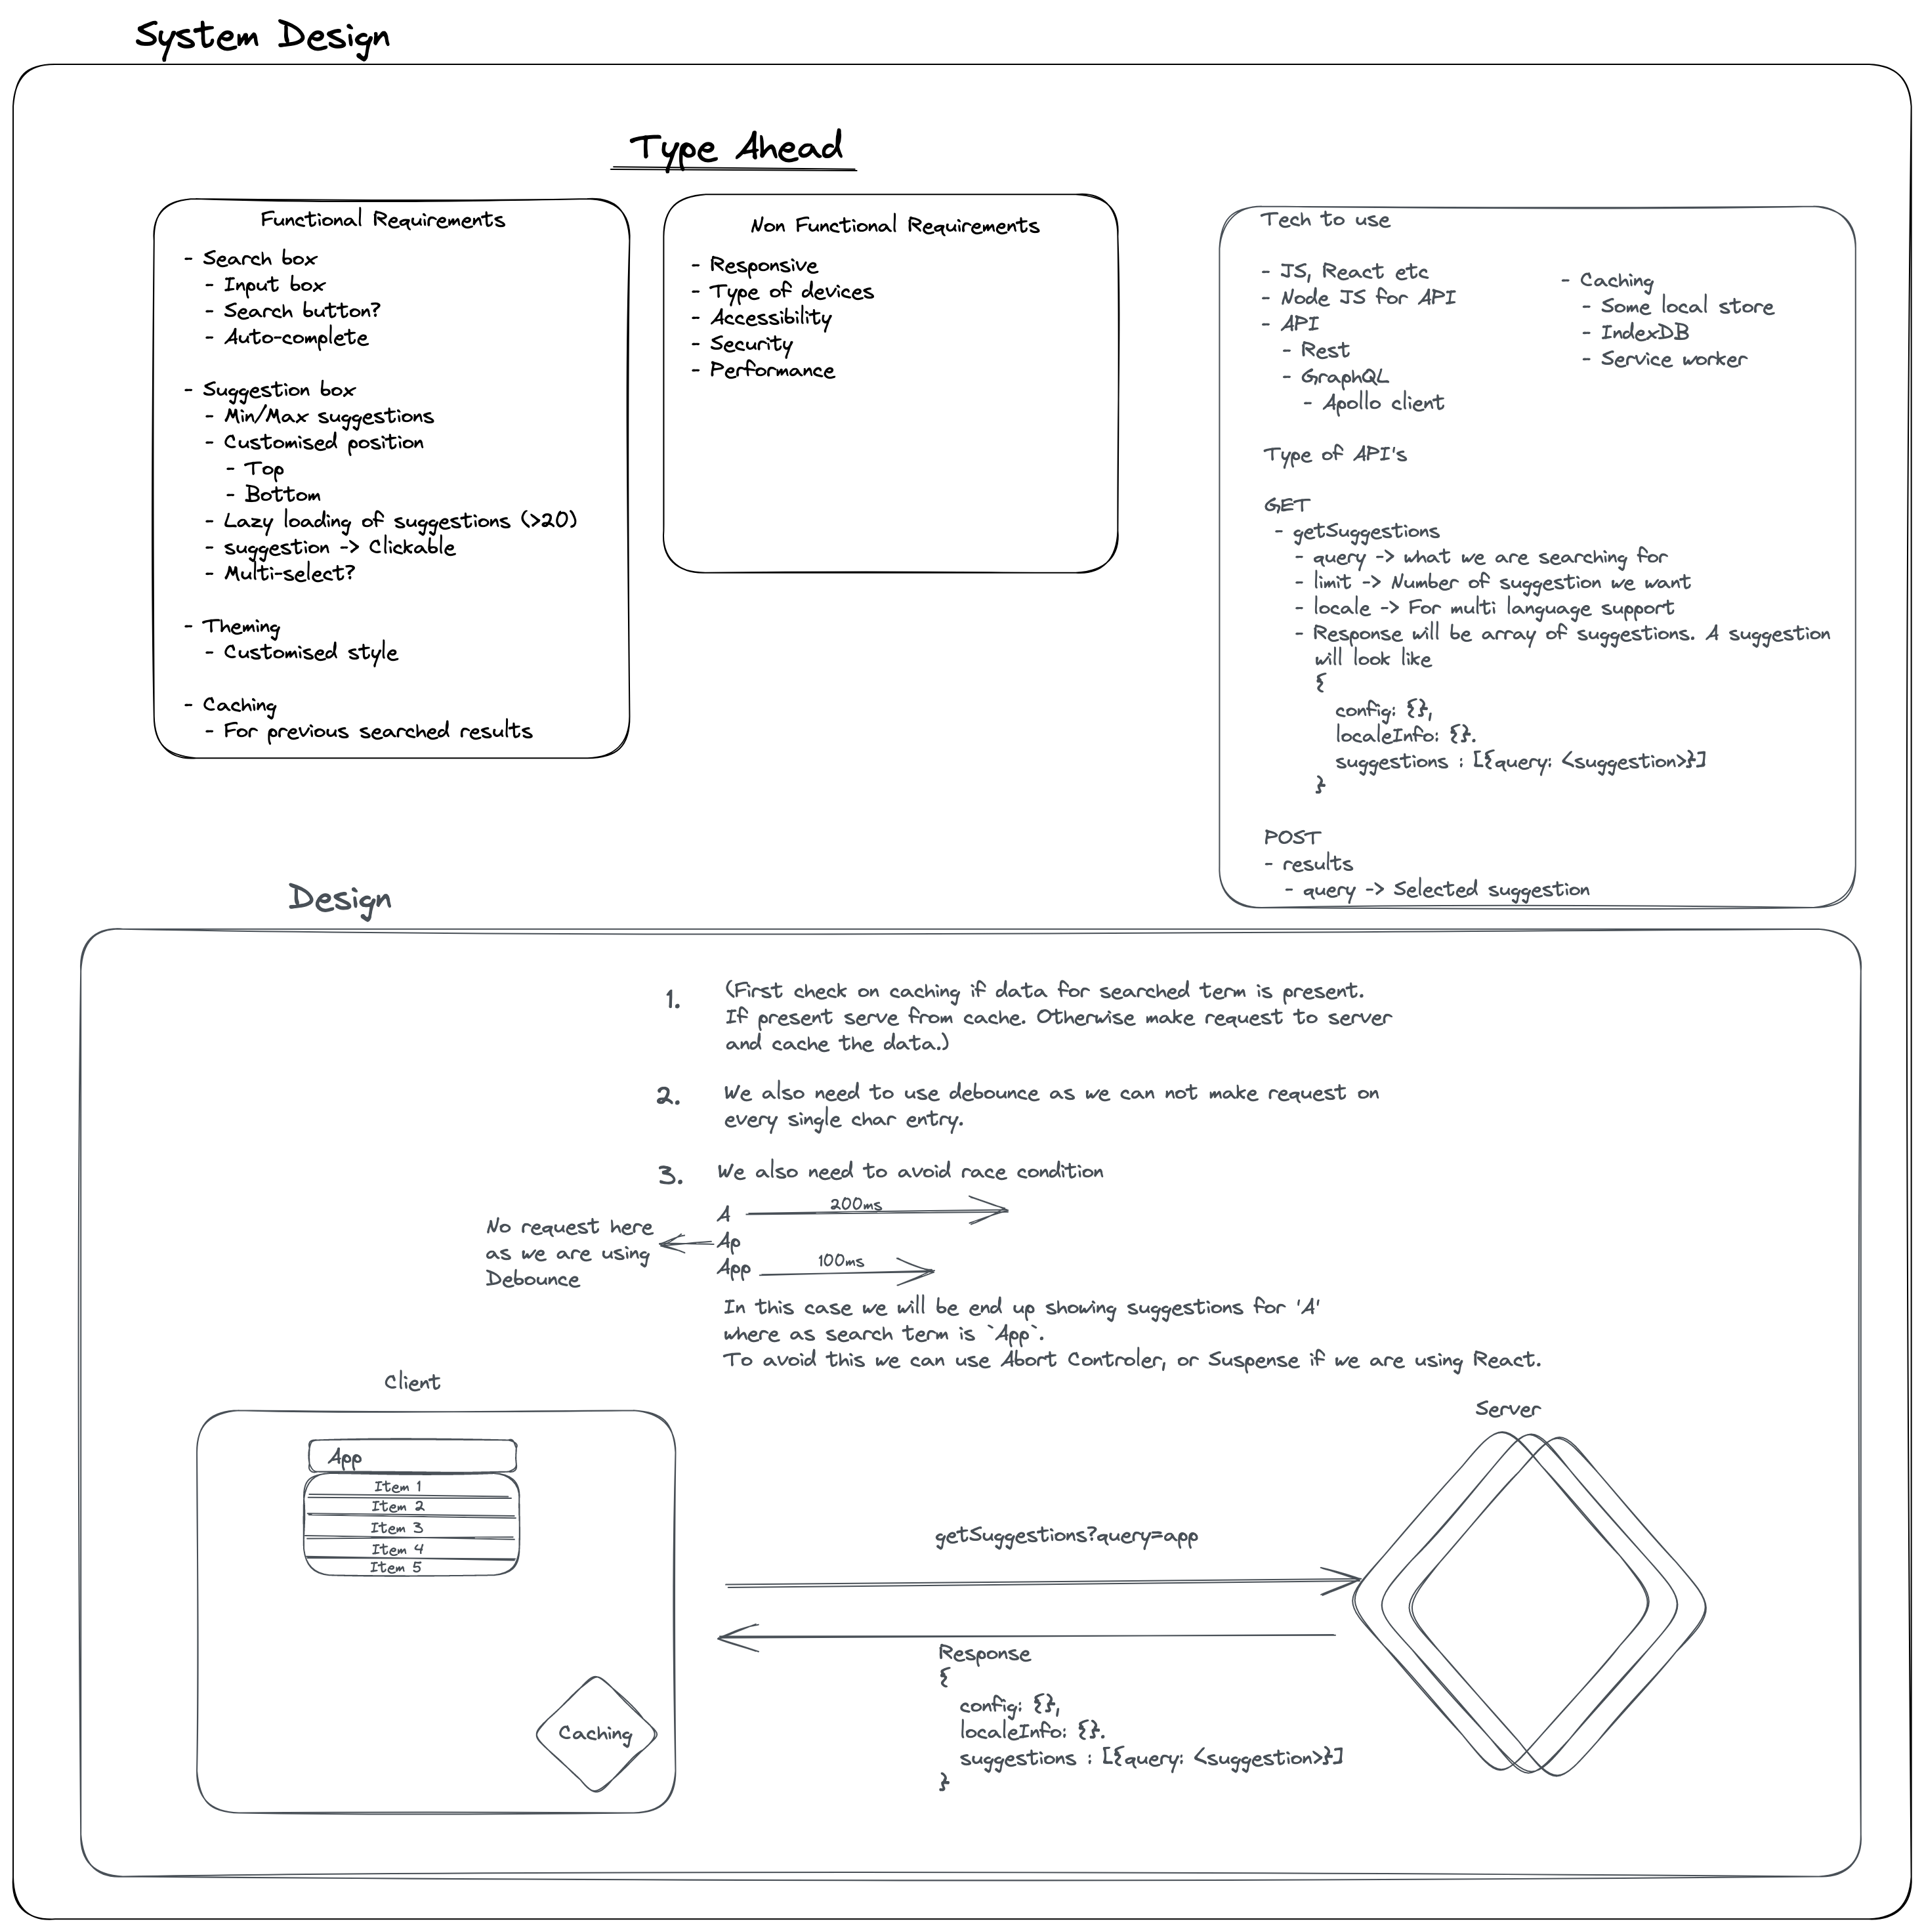 System Design
Type Ahead
Functional Requirements
- Search box
- Input box
- Search button?
- Auto-complete
- Suggestion box
- Min/Max suggestions
- Customised position
- Top
- Bottom
- Lazy loading of suggestions (>20)
- suggestion -> Clickable
- Multi-select?
- Theming
- Customised style
- Caching
- For previous searched results
Non Functional Requirements
- Responsive
- Type of devices
- Accessibility
- Security
- Performance
Tech to use
- JS, React etc
- Node JS for API
- API
- Rest
- GraphQL
- Apollo client
- Caching
- Some local store
- IndexDB
- Service worker
Type of API's
GET
- getSuggestions
- query -> what we are searching for
- limit -> Number of suggestion we want
- locale -> For multi language support
- Response will be array of suggestions. A suggestion
will look like
{
config: {},
localeInfo: {}.
suggestions : [{query: <suggestion>}]
}
POST
- results
- query -> Selected suggestion
Design
1. (First check on caching if data for searched term is present.
If present serve from cache. Otherwise make request to server
and cache the data.)
2. We also need to use debounce as we can not make request on
every single char entry.
3. We also need to avoid race condition
A 200ms
Ap
App 100ms
No request here
as we are using
Debounce
In this case we will be end up showing suggestions for 'A'
where as search term is `App`.
To avoid this we can use Abort Controler, or Suspense if we are using React.
Client
App
Item 1
Item 2
Item 3
Item 4
Item 5
Caching
getSuggestions?query=app
Response
{
config: {},
localeInfo: {}.
suggestions : [{query: <suggestion>}]
}
Server